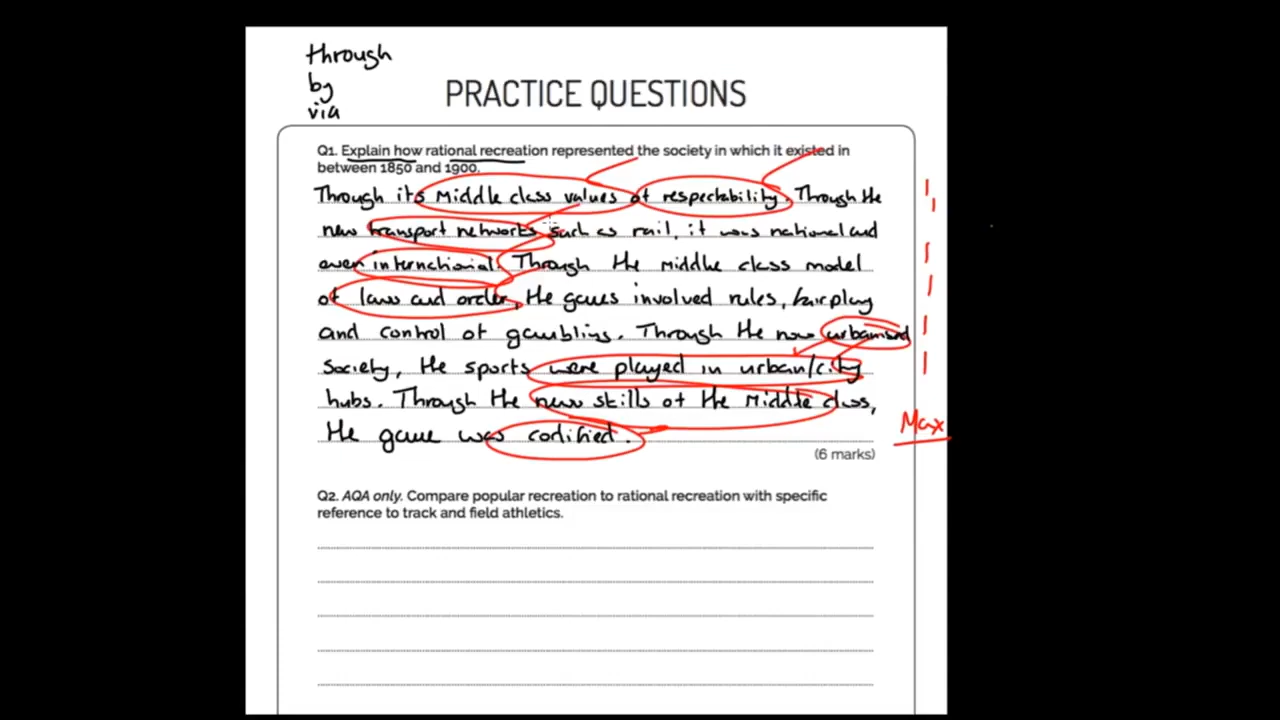 through
by
via
PRACTICE QUESTIONS
Q1. Explain how rational recreation represented the society in which it existed in
between 1850 and 1900.
Through its Middle class values of respectability. Through the
new transport networks such as rail, it was national and
even international. Through the middle class model
of law and order, the games involved rules, fairplay
and control of gambling. Through the now urbanised
society, the sports were played in urban/city
hubs. Through the new skills of the Middle class,
the game was codified.
Max
(6 marks)
Q2. AQA only. Compare popular recreation to rational recreation with specific
reference to track and field athletics.